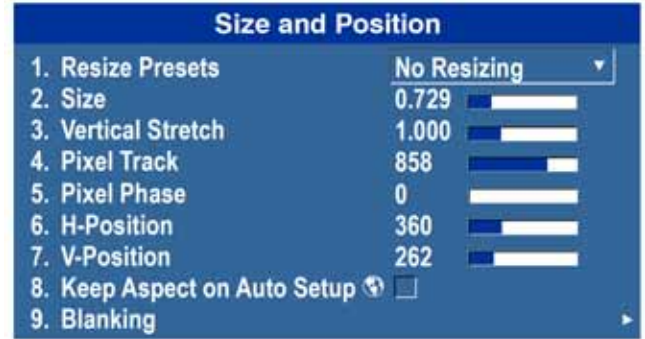 Size and Position
1. Resize Presets No Resizing
2. Size 0.729
3. Vertical Stretch 1.000
4. Pixel Track 858
5. Pixel Phase 0
6. H-Position 360
7. V-Position 262
8. Keep Aspect on Auto Setup
9. Blanking